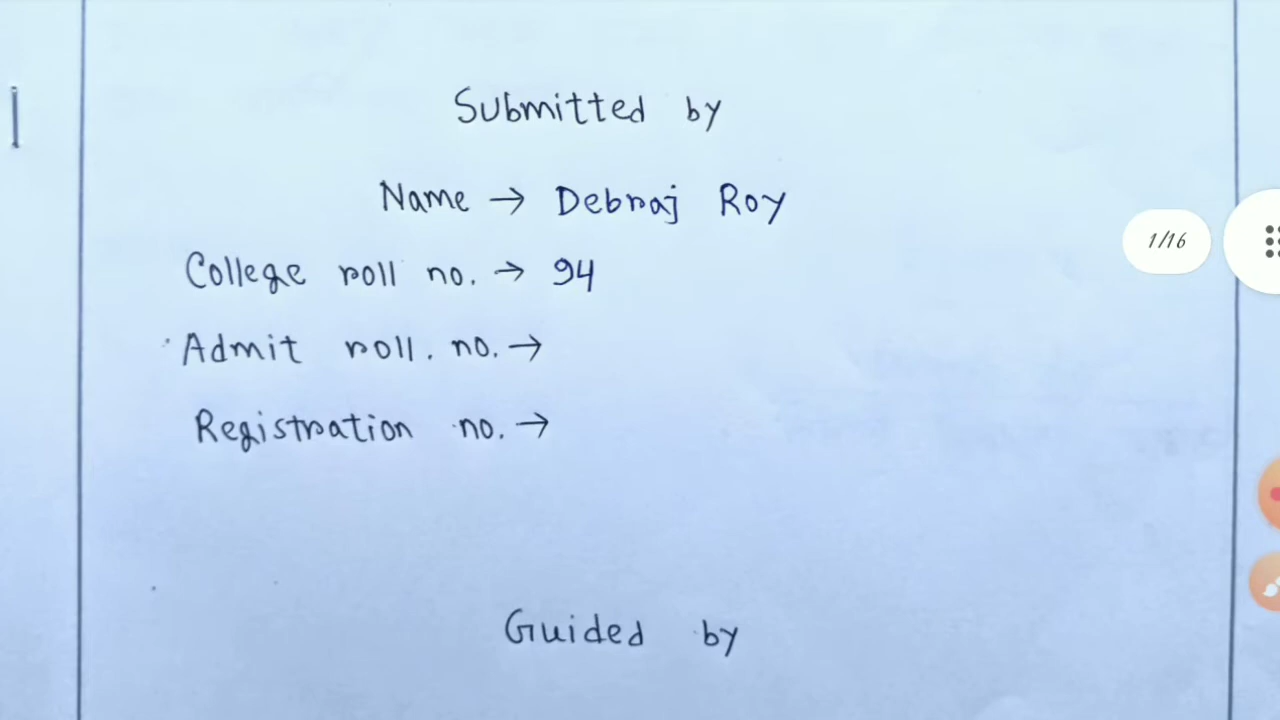 Submitted by
Name → Debraj Roy
College roll no. → 94
1/16
Admit roll. no. →
Registration no. →
Guided by